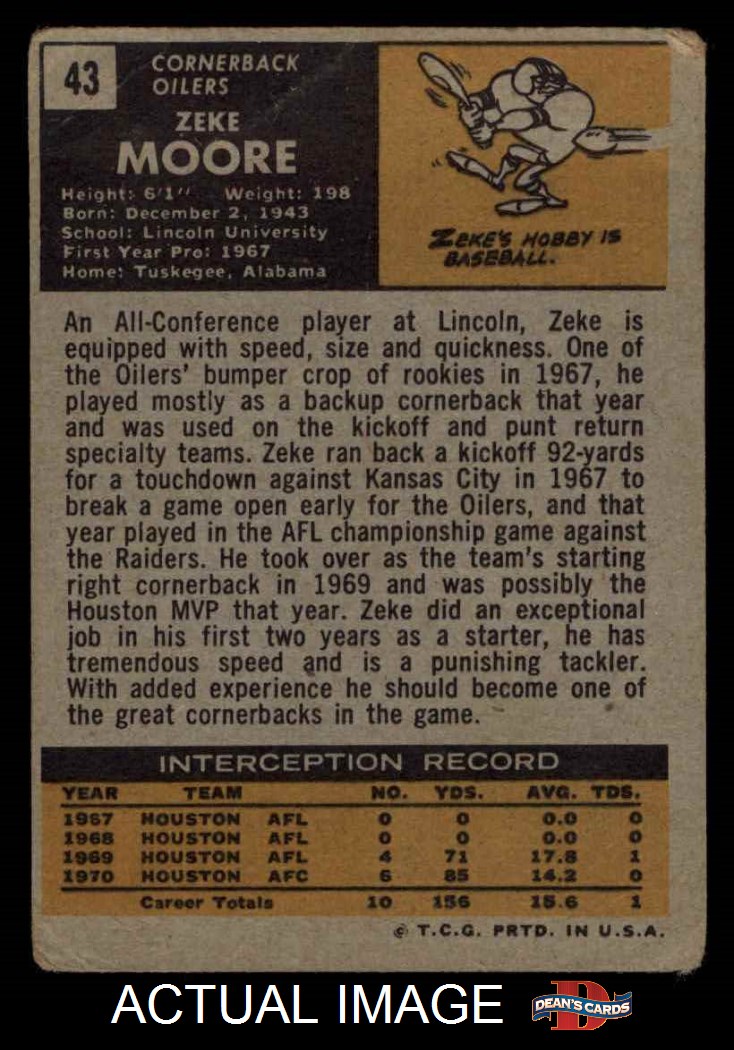 43
CORNERBACK
OILERS
ZEKE
MOORE
Height: 6'1" Weight: 198
Born: December 2, 1943
School: Lincoln University
First Year Pro: 1967
Home: Tuskegee, Alabama
ZEKE'S HOBBY IS
BASEBALL.
An All-Conference player at Lincoln, Zeke is
equipped with speed, size and quickness. One of
the Oilers' bumper crop of rookies in 1967, he
played mostly as a backup cornerback that year
and was used on the kickoff and punt return
specialty teams. Zeke ran back a kickoff 92-yards
for a touchdown against Kansas City in 1967 to
break a game open early for the Oilers, and that
year played in the AFL championship game against
the Raiders. He took over as the team's starting
right cornerback in 1969 and was possibly the
Houston MVP that year. Zeke did an exceptional
job in his first two years as a starter, he has
tremendous speed and is a punishing tackler.
With added experience he should become one of
the great cornerbacks in the game.
INTERCEPTION RECORD
YEAR TEAM NO. YDS. AVG. TDS.
1967 HOUSTON AFL 0 0 0.0 0
1968 HOUSTON AFL 0 0 0.0 0
1969 HOUSTON AFL 4 71 17.8 1
1970 HOUSTON AFC 6 85 14.2 0
Career Totals 10 156 15.6 1
© T.C.G. PRTD. IN U.S.A.
ACTUAL IMAGE
D
DEAN'S CARDS